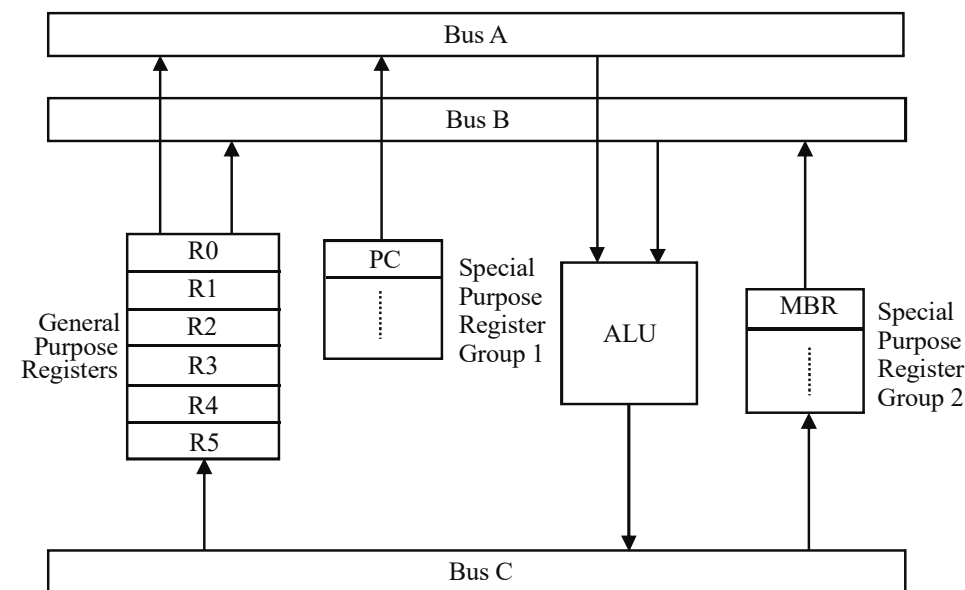 Bus A
Bus B
R0
R1
R2
R3
R4
R5
General
Purpose
Registers
PC
Special
Purpose
Register
Group 1
ALU
MBR
Special
Purpose
Register
Group 2
Bus C